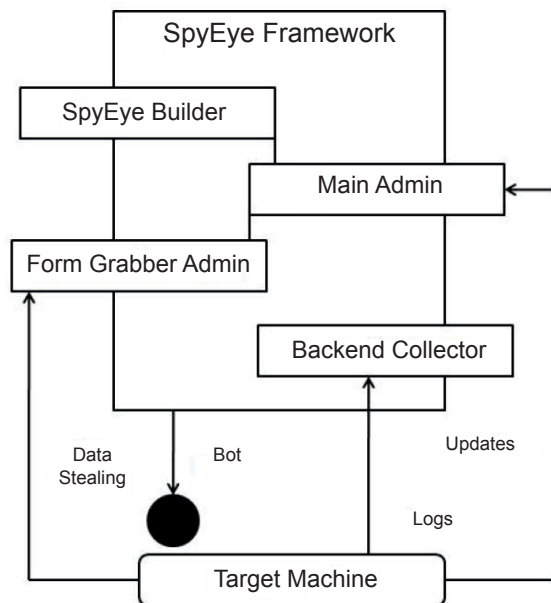 SpyEye Framework
SpyEye Builder
Main Admin
Form Grabber Admin
Backend Collector
Data
Stealing
Bot
Updates
Logs
Target Machine